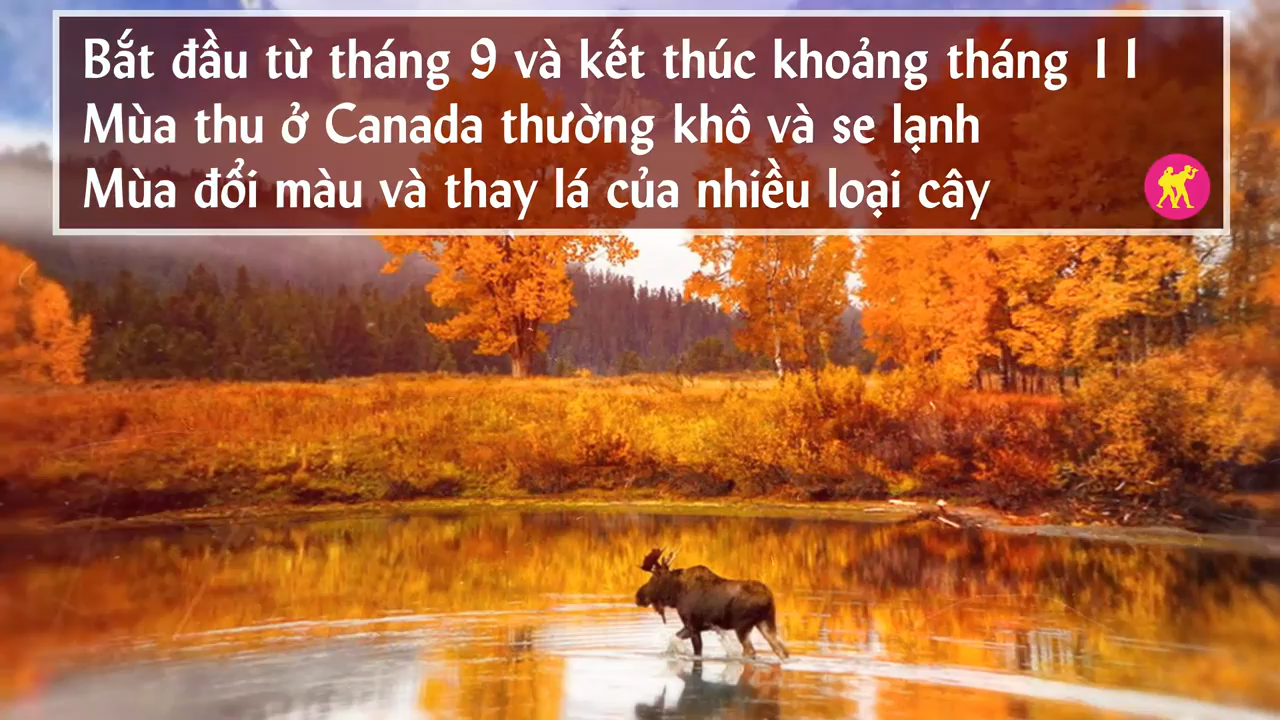 Bắt đầu từ tháng 9 và kết thúc khoảng tháng 11
Mùa thu ở Canada thường khô và se lạnh
Mùa đổi màu và thay lá của nhiều loại cây